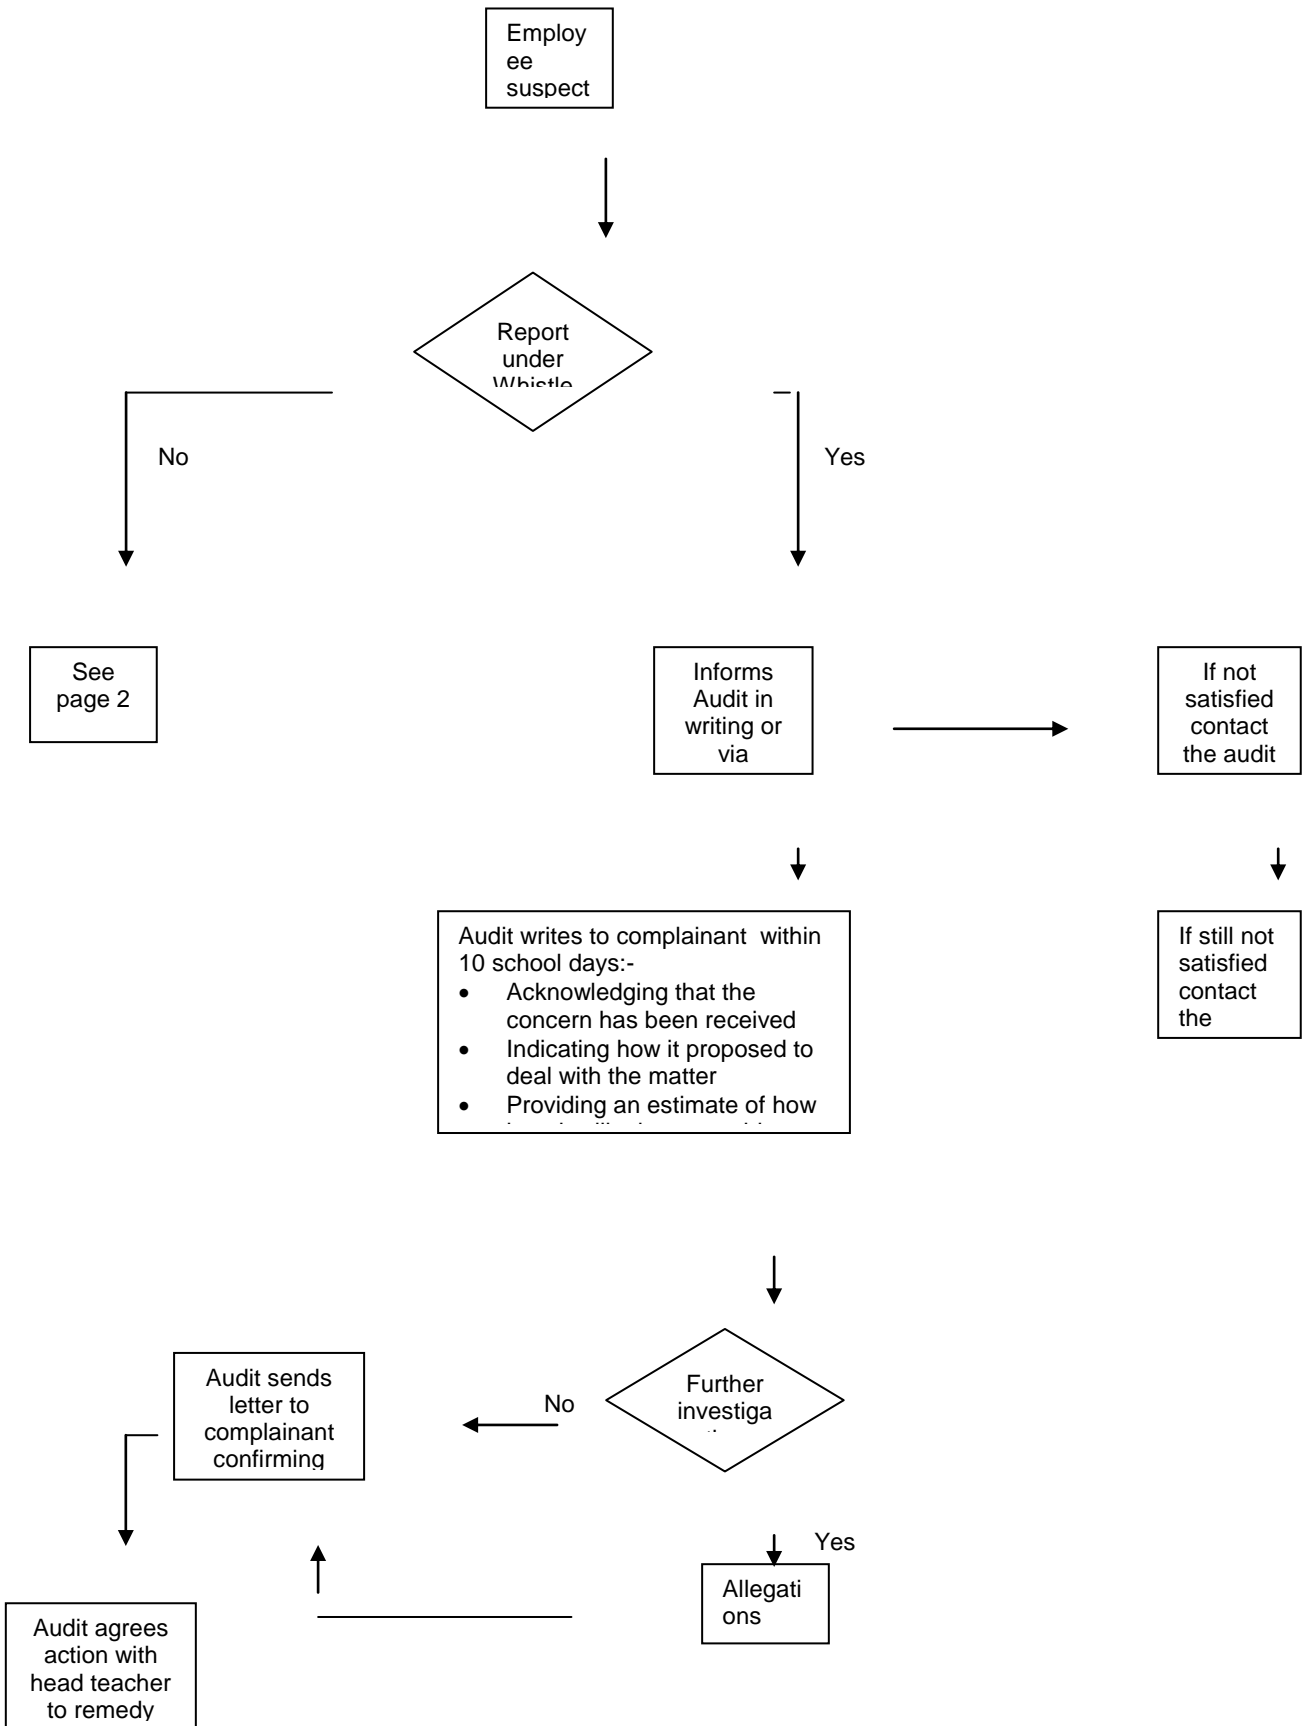 Employ
ee
suspect
Report
under
Whistle
No
Yes
See
page 2
Informs
Audit in
writing or
via
If not
satisfied
contact
the audit
Audit writes to complainant  within
10 school days:-
• Acknowledging that the
concern has been received
• Indicating how it proposed to
deal with the matter
• Providing an estimate of how
If still not
satisfied
contact
the
Further
investiga
No
Audit sends
letter to
complainant
confirming
Yes
Allegati
ons
Audit agrees
action with
head teacher
to remedy